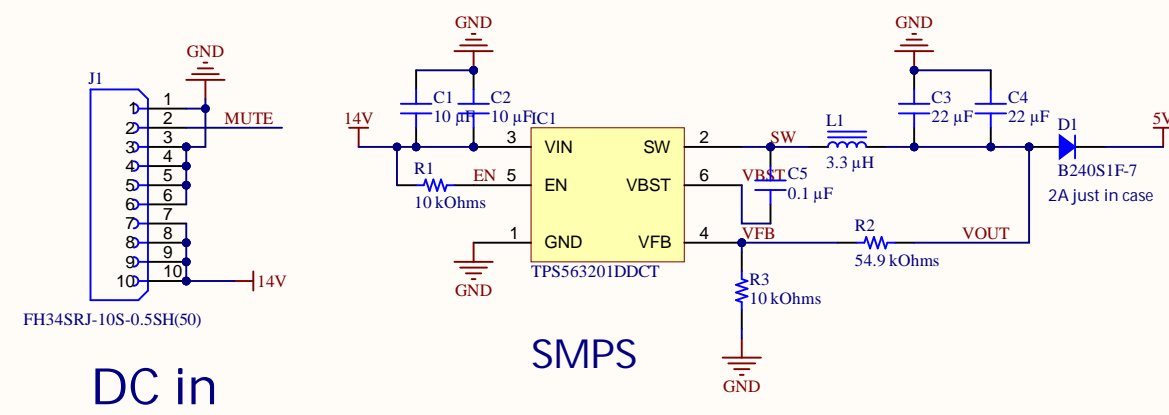 J1
GND
1
2
3
4
5
6
7
8
9
10
1
2
3
4
5
6
7
8
9
10
MUTE
14V
FH34SRJ-10S-0.5SH(50)
DC in
GND
14V
C1
10 µF
C2
10 µF
R1
10 kOhms
EN
IC1
3
5
1
VIN
EN
GND
SW
VBST
VFB
2
6
4
TPS563201DDCT
GND
SMPS
SW
VBST
VFB
C5
0.1 µF
L1
3.3 µH
GND
C3
22 µF
C4
22 µF
D1
B240S1F-7
2A just in case
5V
R2
54.9 kOhms
VOUT
R3
10 kOhms
GND